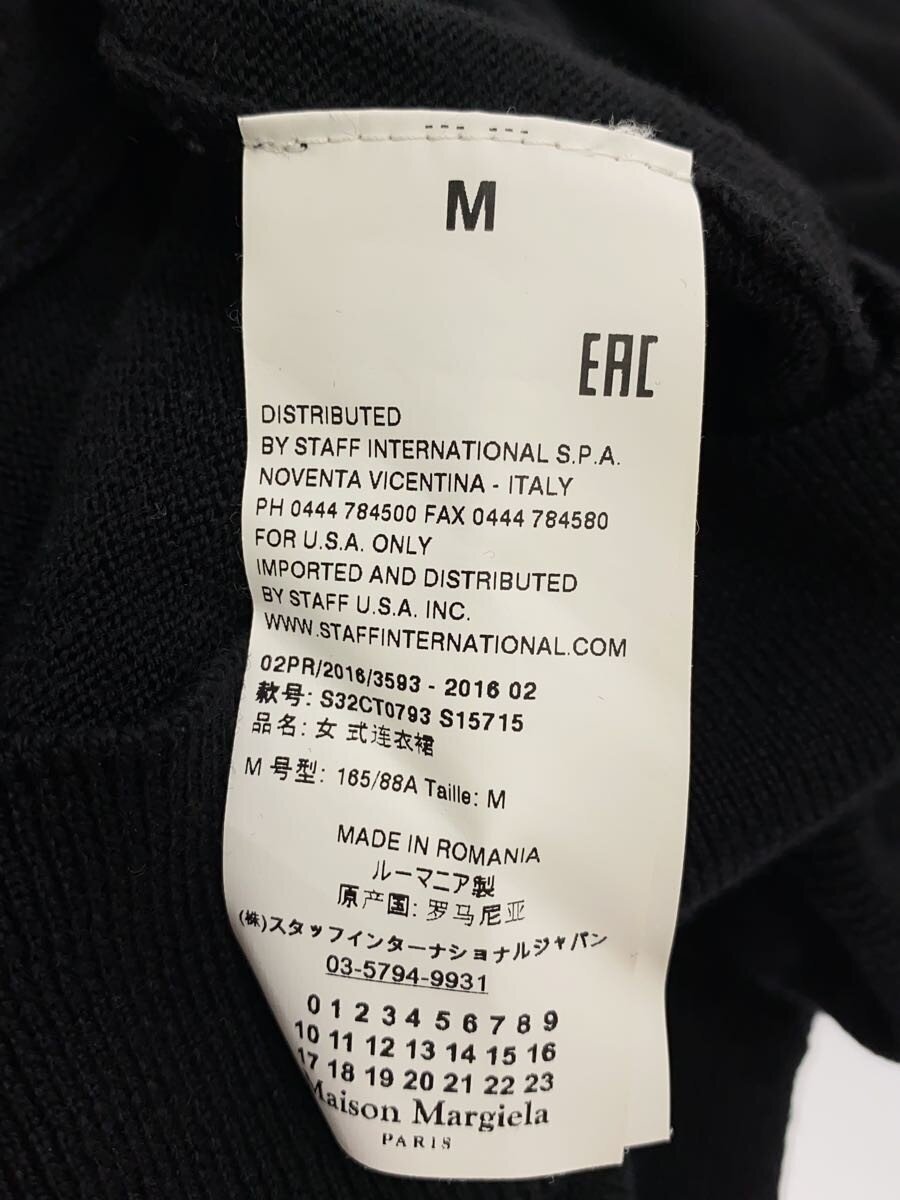 M
EAC
DISTRIBUTED
BY STAFF INTERNATIONAL S.P.A.
NOVENTA VICENTINA - ITALY
PH 0444 784500 FAX 0444 784580
FOR U.S.A. ONLY
IMPORTED AND DISTRIBUTED
BY STAFF U.S.A. INC.
WWW.STAFFINTERNATIONAL.COM
02PR/2016/3593 - 2016 02
款号: S32CT0793 S15715
品名: 女 式连衣裙
M 号型: 165/88A Taille: M
MADE IN ROMANIA
ルーマニア製
原产国: 罗马尼亚
(株)スタッフインターナショナルジャパン
03-5794-9931
0 1 2 3 4 5 6 7 8 9
10 11 12 13 14 15 16
17 18 19 20 21 22 23
Maison Margiela
PARIS